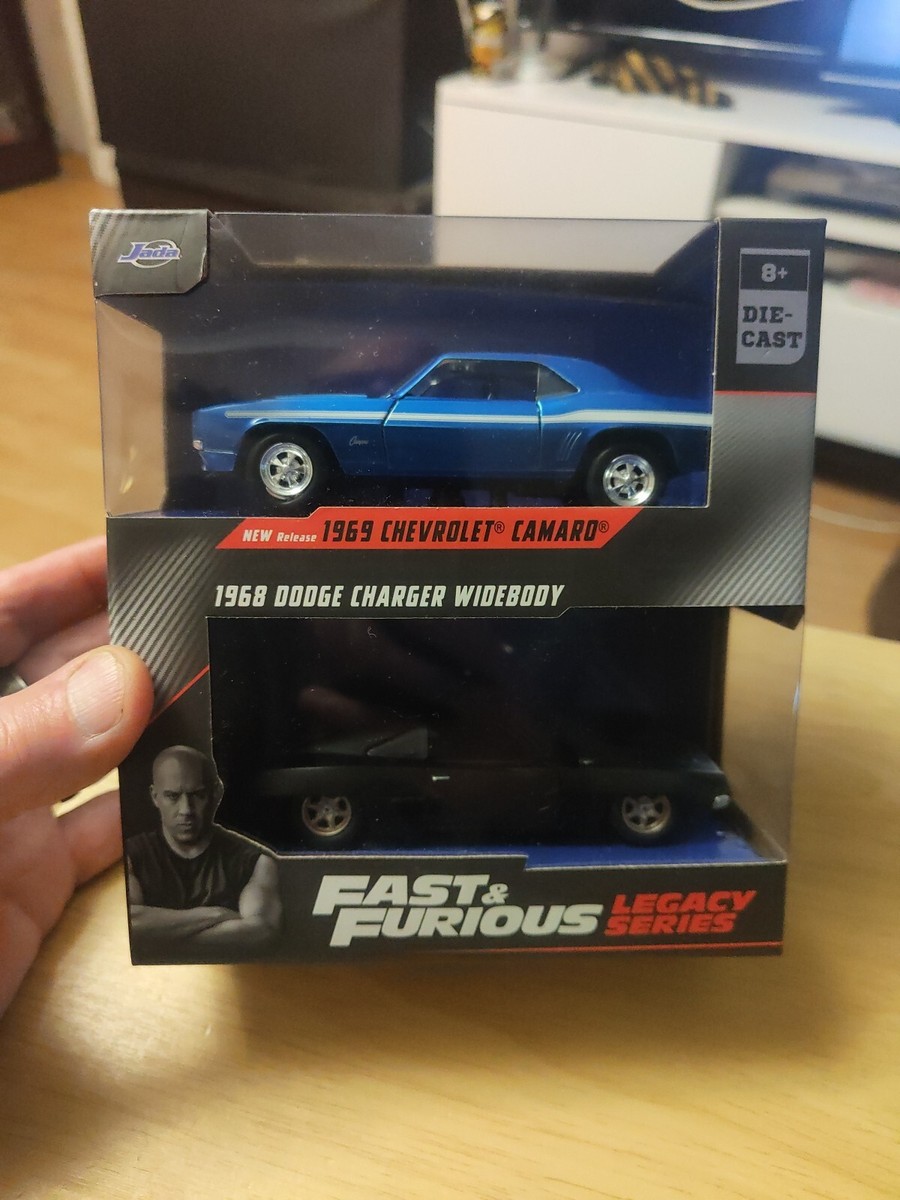 Jada
8+
DIE-
CAST
Camaro
NEW Release 1969 CHEVROLET® CAMARO®
1968 DODGE CHARGER WIDEBODY
FAST &
FURIOUS
LEGACY
SERIES